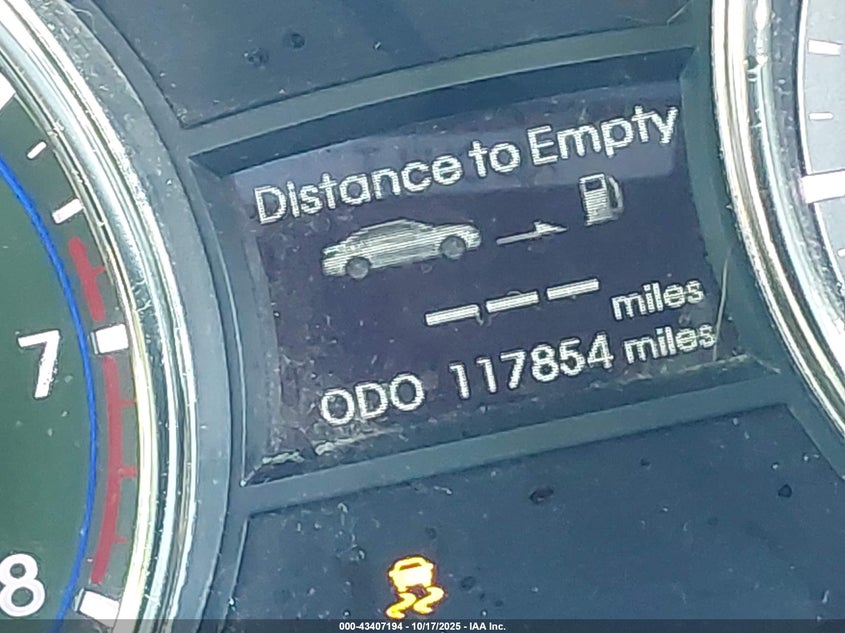 Distance to Empty
--- miles
ODO 117854 miles
7
8
000-43407194 - 10/17/2025 - IAA Inc.